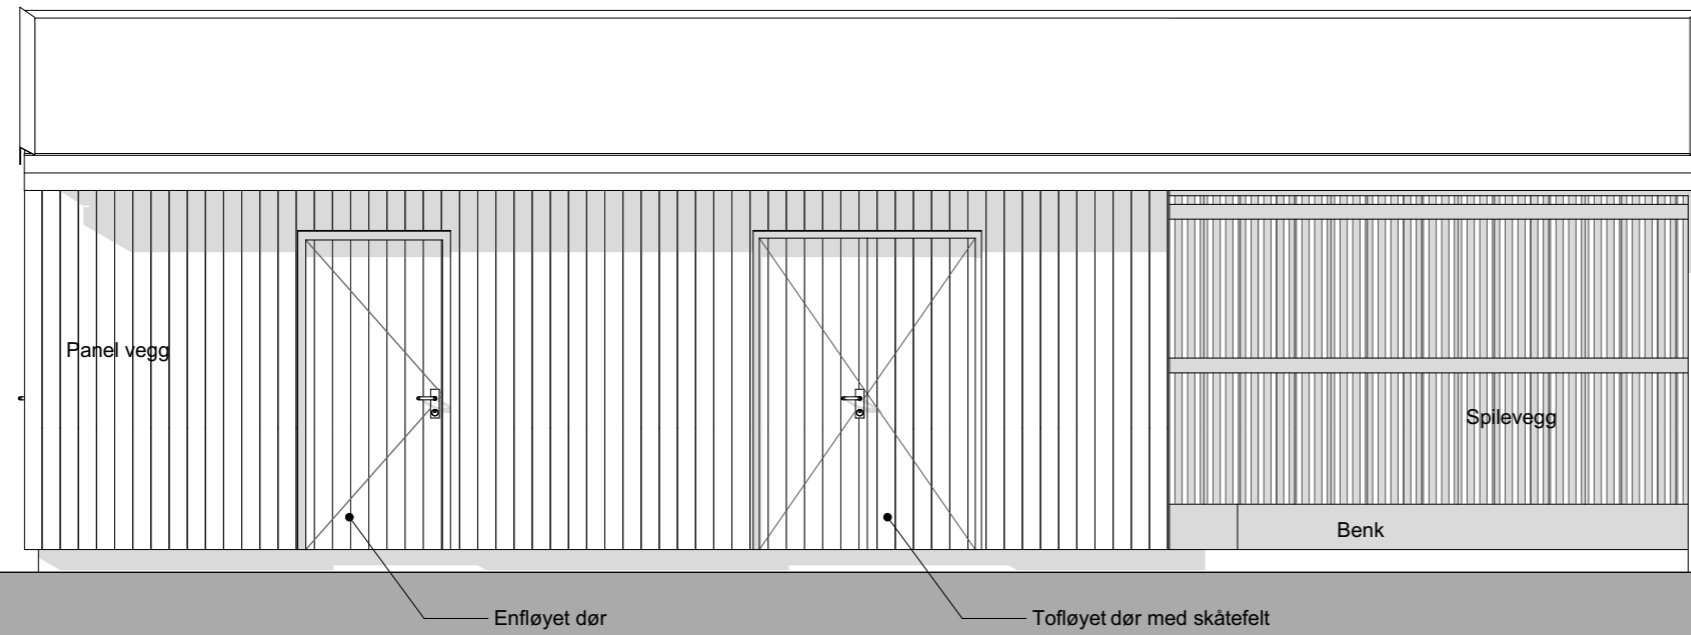 Panel vegg
Spilevegg
Benk
Enfløyet dør
Tofløyet dør med skåtefelt